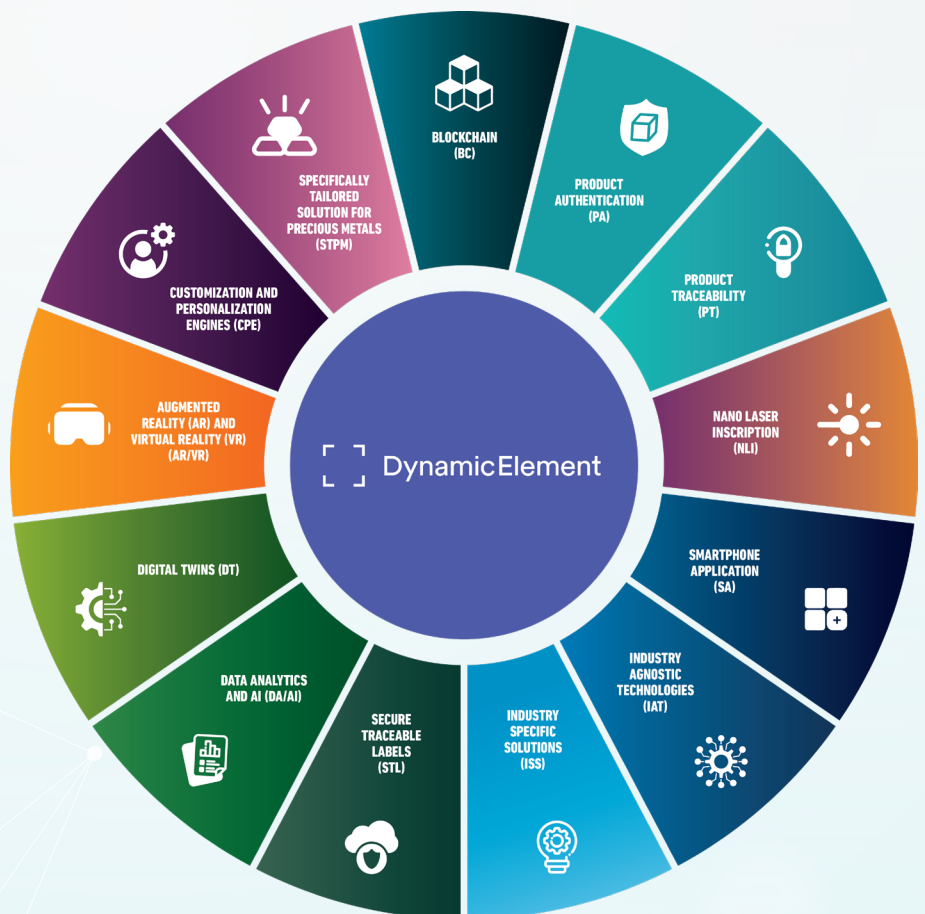 BLOCKCHAIN
(BC)
PRODUCT
AUTHENTICATION
(PA)
PRODUCT
TRACEABILITY
(PT)
NANO LASER
INSCRIPTION
(NLI)
SMARTPHONE
APPLICATION
(SA)
INDUSTRY
AGNOSTIC
TECHNOLOGIES
(IAT)
INDUSTRY
SPECIFIC
SOLUTIONS
(ISS)
SECURE
TRACEABLE
LABELS
(STL)
DATA ANALYTICS
AND AI (DA/AI)
DIGITAL TWINS (DT)
AUGMENTED
REALITY (AR) AND
VIRTUAL REALITY (VR)
(AR/VR)
CUSTOMIZATION AND
PERSONALIZATION
ENGINES (CPE)
SPECIFICALLY
TAILORED
SOLUTION FOR
PRECIOUS METALS
(STPM)
DynamicElement